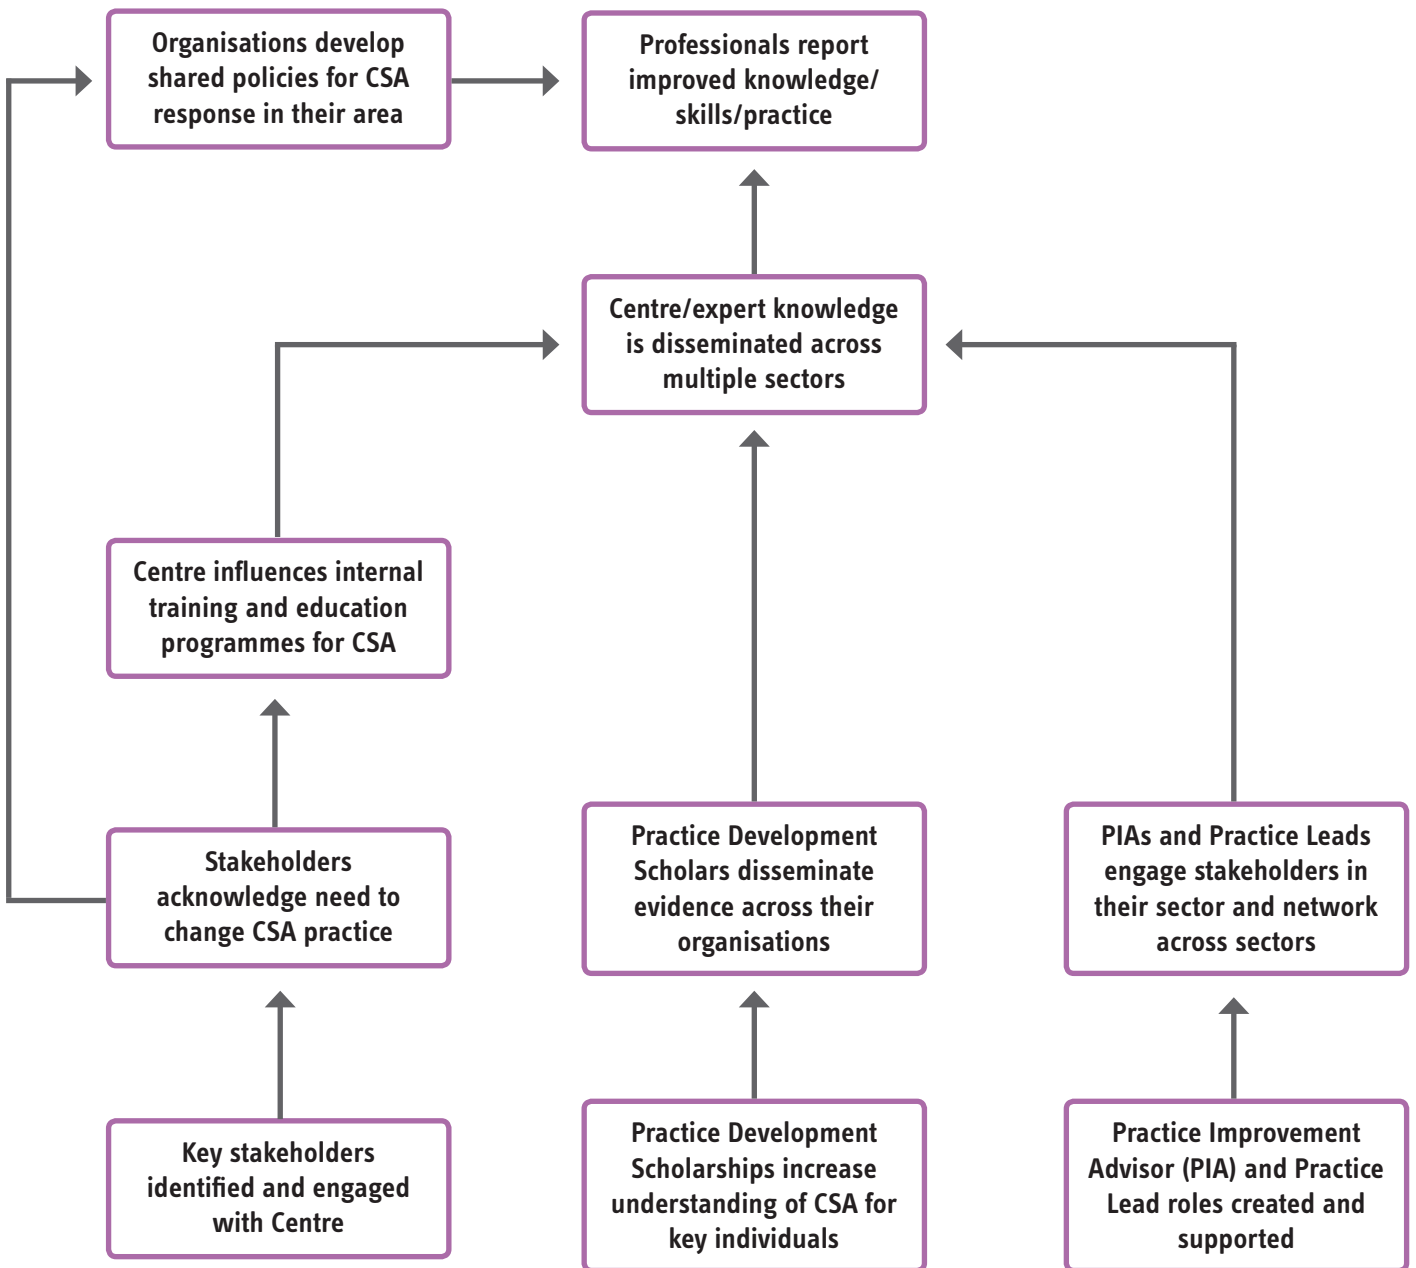 Organisations develop
shared policies for CSA
response in their area
Professionals report
improved knowledge/
skills/practice
Centre/expert knowledge
is disseminated across
multiple sectors
Centre influences internal
training and education
programmes for CSA
Stakeholders
acknowledge need to
change CSA practice
Practice Development
Scholars disseminate
evidence across their
organisations
PIAs and Practice Leads
engage stakeholders in
their sector and network
across sectors
Key stakeholders
identified and engaged
with Centre
Practice Development
Scholarships increase
understanding of CSA for
key individuals
Practice Improvement
Advisor (PIA) and Practice
Lead roles created and
supported